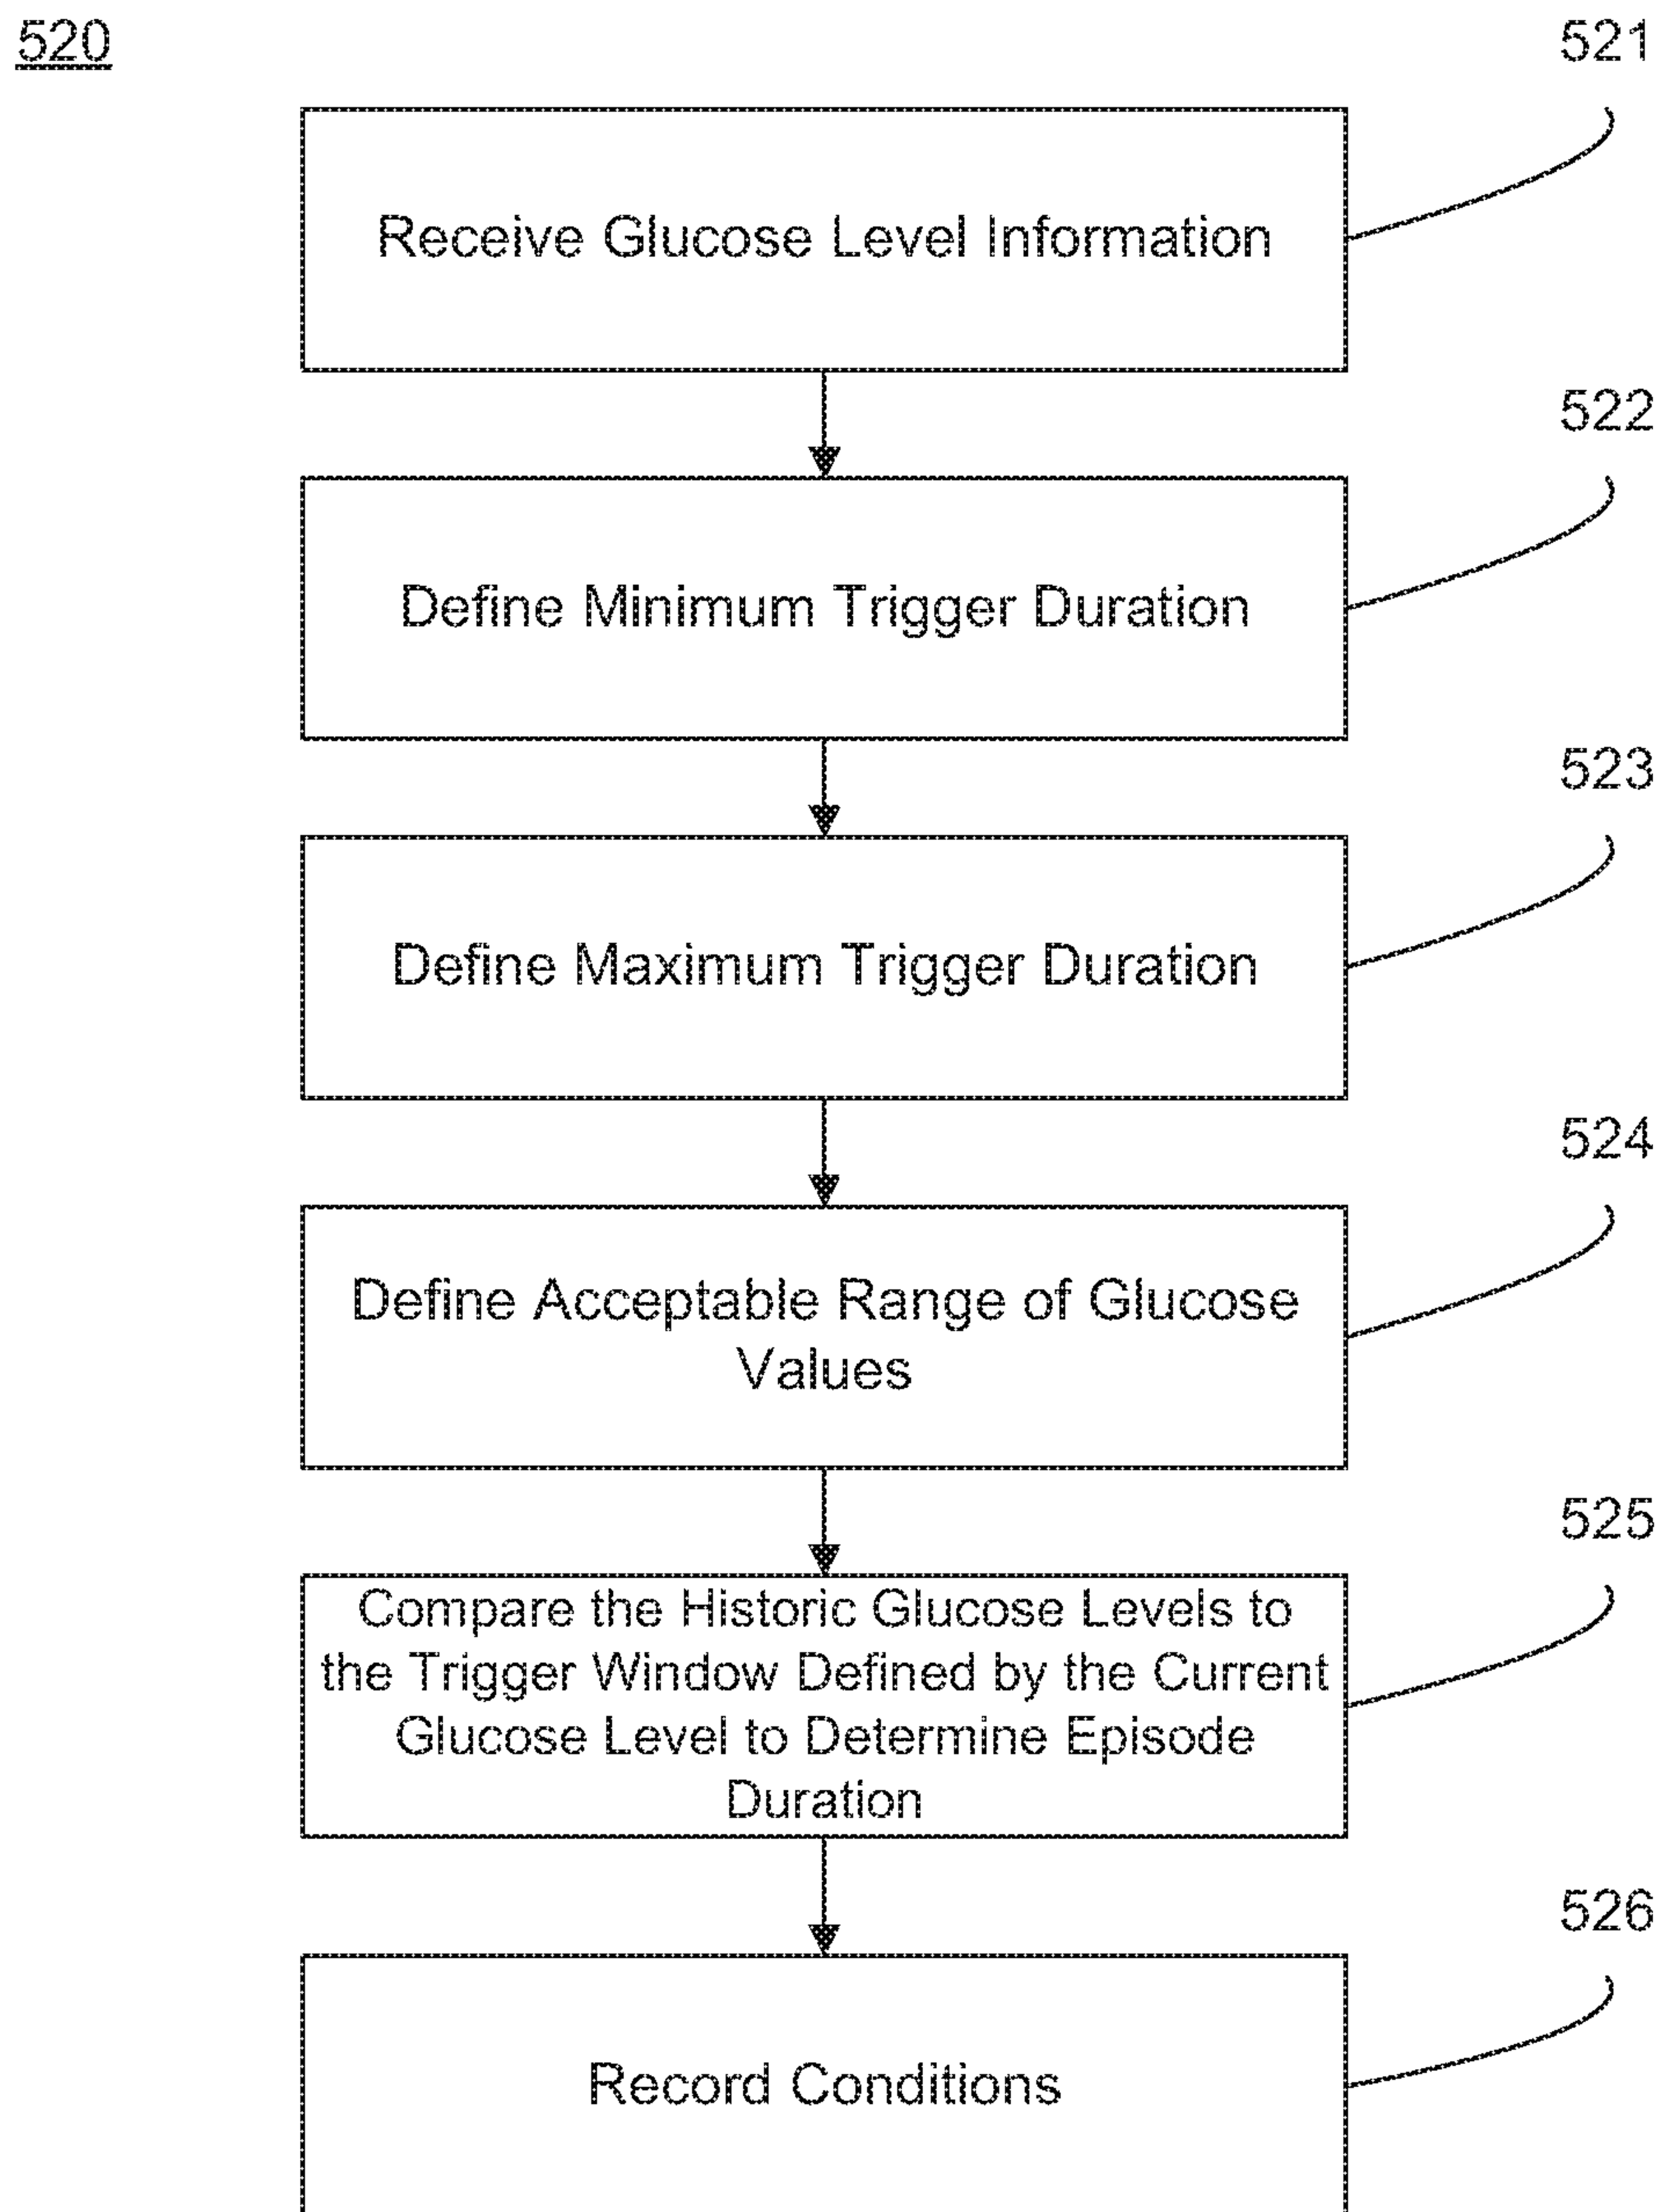 520
521
Receive Glucose Level Information
522
Define Minimum Trigger Duration
523
Define Maximum Trigger Duration
524
Define Acceptable Range of Glucose
Values
525
Compare the Historic Glucose Levels to
the Trigger Window Defined by the Current
Glucose Level to Determine Episode
Duration
526
Record Conditions